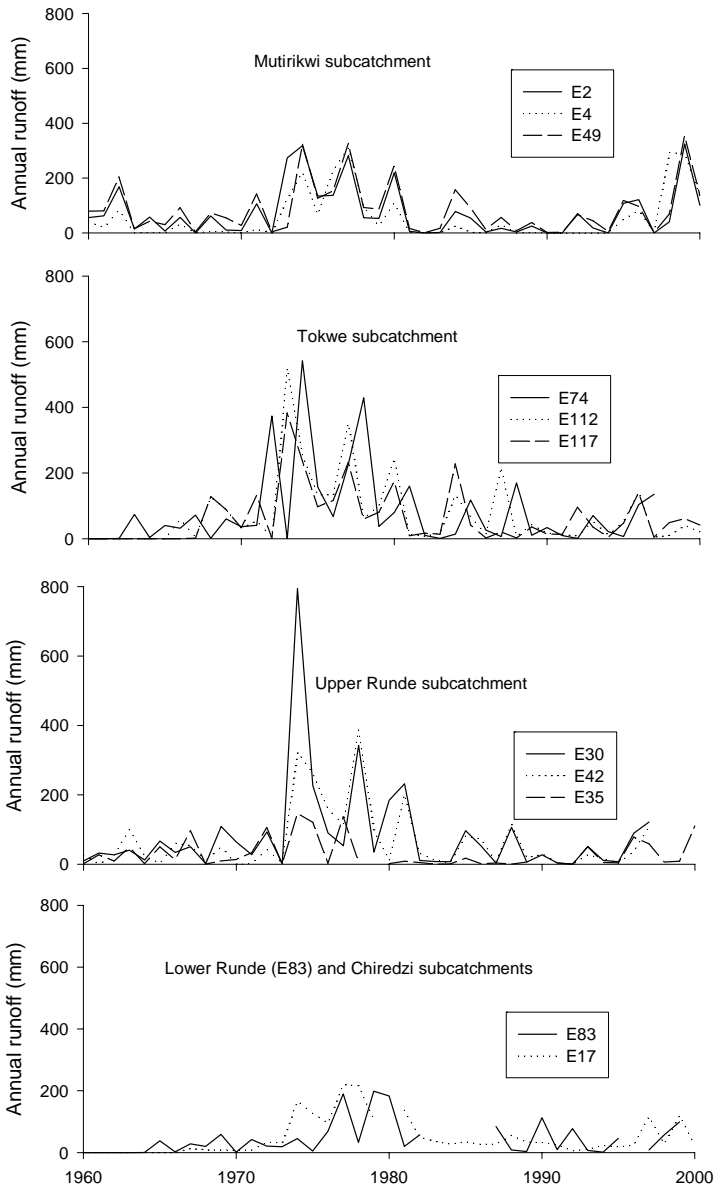 800
600
400
200
0
Annual runoff (mm)
Mutirikwi subcatchment
E2
E4
E49
800
600
400
200
0
Annual runoff (mm)
Tokwe subcatchment
E74
E112
E117
800
600
400
200
0
Annual runoff (mm)
Upper Runde subcatchment
E30
E42
E35
800
600
400
200
0
Annual runoff (mm)
Lower Runde (E83) and Chiredzi subcatchments
E83
E17
1960 1970 1980 1990 2000